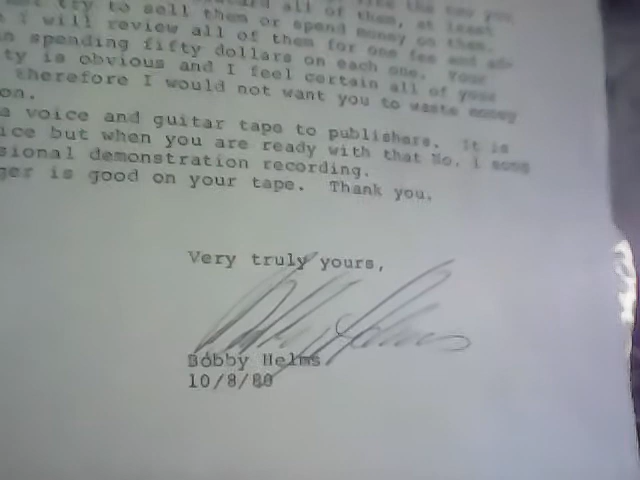 try to sell them or spend money on them.
I will review all of them for one fee and
spending fifty dollars on each one. Your
ty is obvious and I feel certain all of your
therefore I would not want you to waste money
on.
a voice and guitar tape to publishers. It is
ice but when you are ready with that No. 1 song
sional demonstration recording.
ger is good on your tape. Thank you.
Very truly yours,
Bobby Helms
Bobby Helms
10/8/80